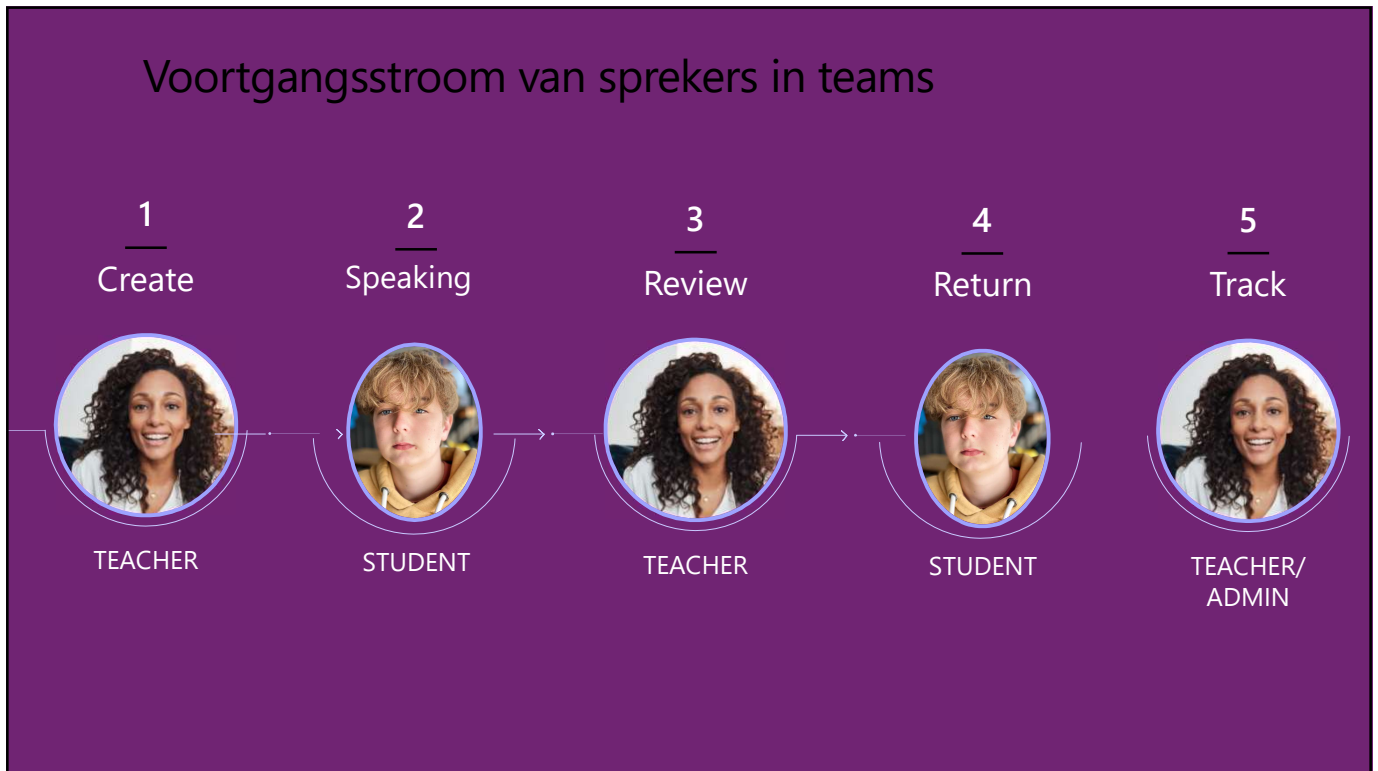 Voortgangsstroom van sprekers in teams
1
Create
TEACHER
2
Speaking
STUDENT
3
Review
TEACHER
4
Return
STUDENT
5
Track
TEACHER/
ADMIN